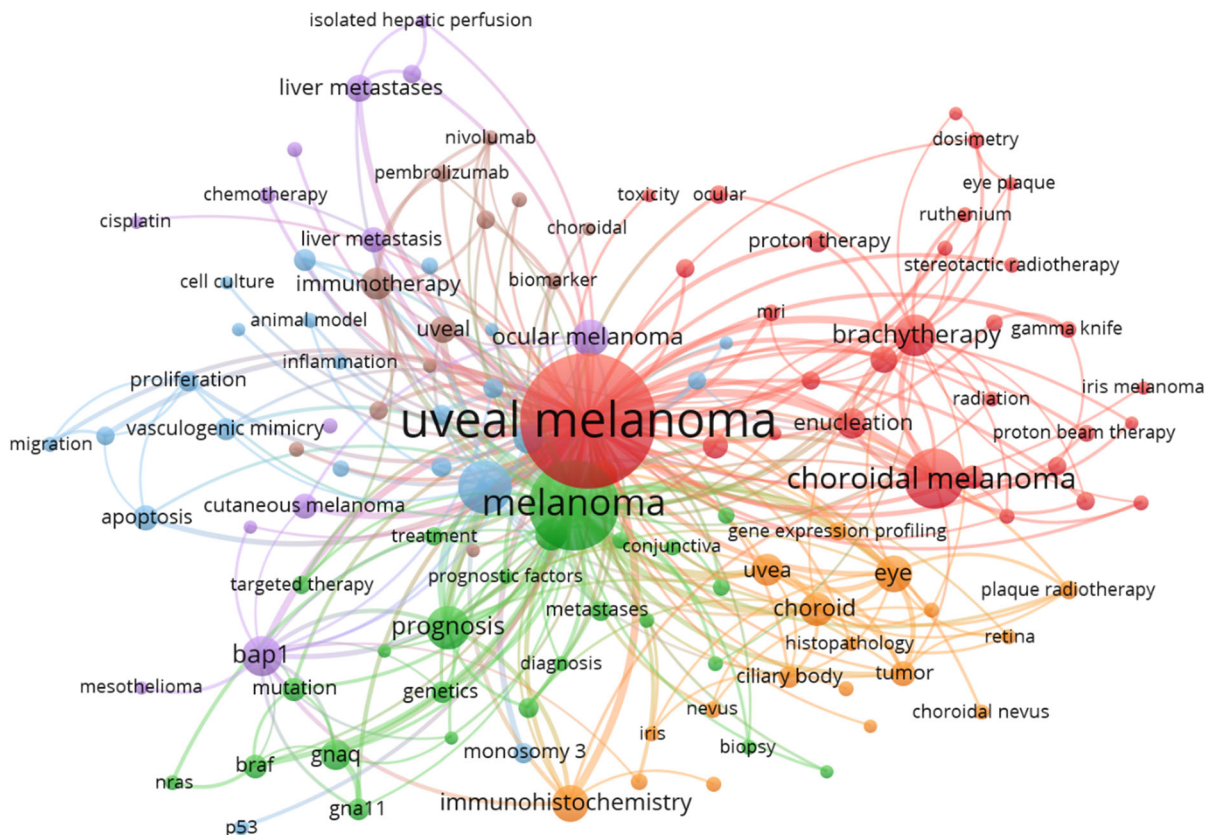 isolated hepatic perfusion
liver metastases
nivolumab
dosimetry
pembrolizumab
eye plaque
chemotherapy
toxicity
ocular
ruthenium
cisplatin
choroidal
liver metastasis
proton therapy
stereotactic radiotherapy
cell culture
immunotherapy
biomarker
mri
animal model
uveal
ocular melanoma
brachytherapy
gamma knife
inflammation
proliferation
iris melanoma
radiation
uveal melanoma
enucleation
migration
vasculogenic mimicry
proton beam therapy
choroidal melanoma
cutaneous melanoma
melanoma
apoptosis
treatment
conjunctiva
gene expression profiling
targeted therapy
prognostic factors
uvea
eye
plaque radiotherapy
metastases
choroid
prognosis
histopathology
retina
bap1
diagnosis
ciliary body
tumor
mesothelioma
mutation
genetics
nevus
choroidal nevus
iris
biopsy
monosomy 3
gnaq
braf
nras
gna11
immunohistochemistry
p53